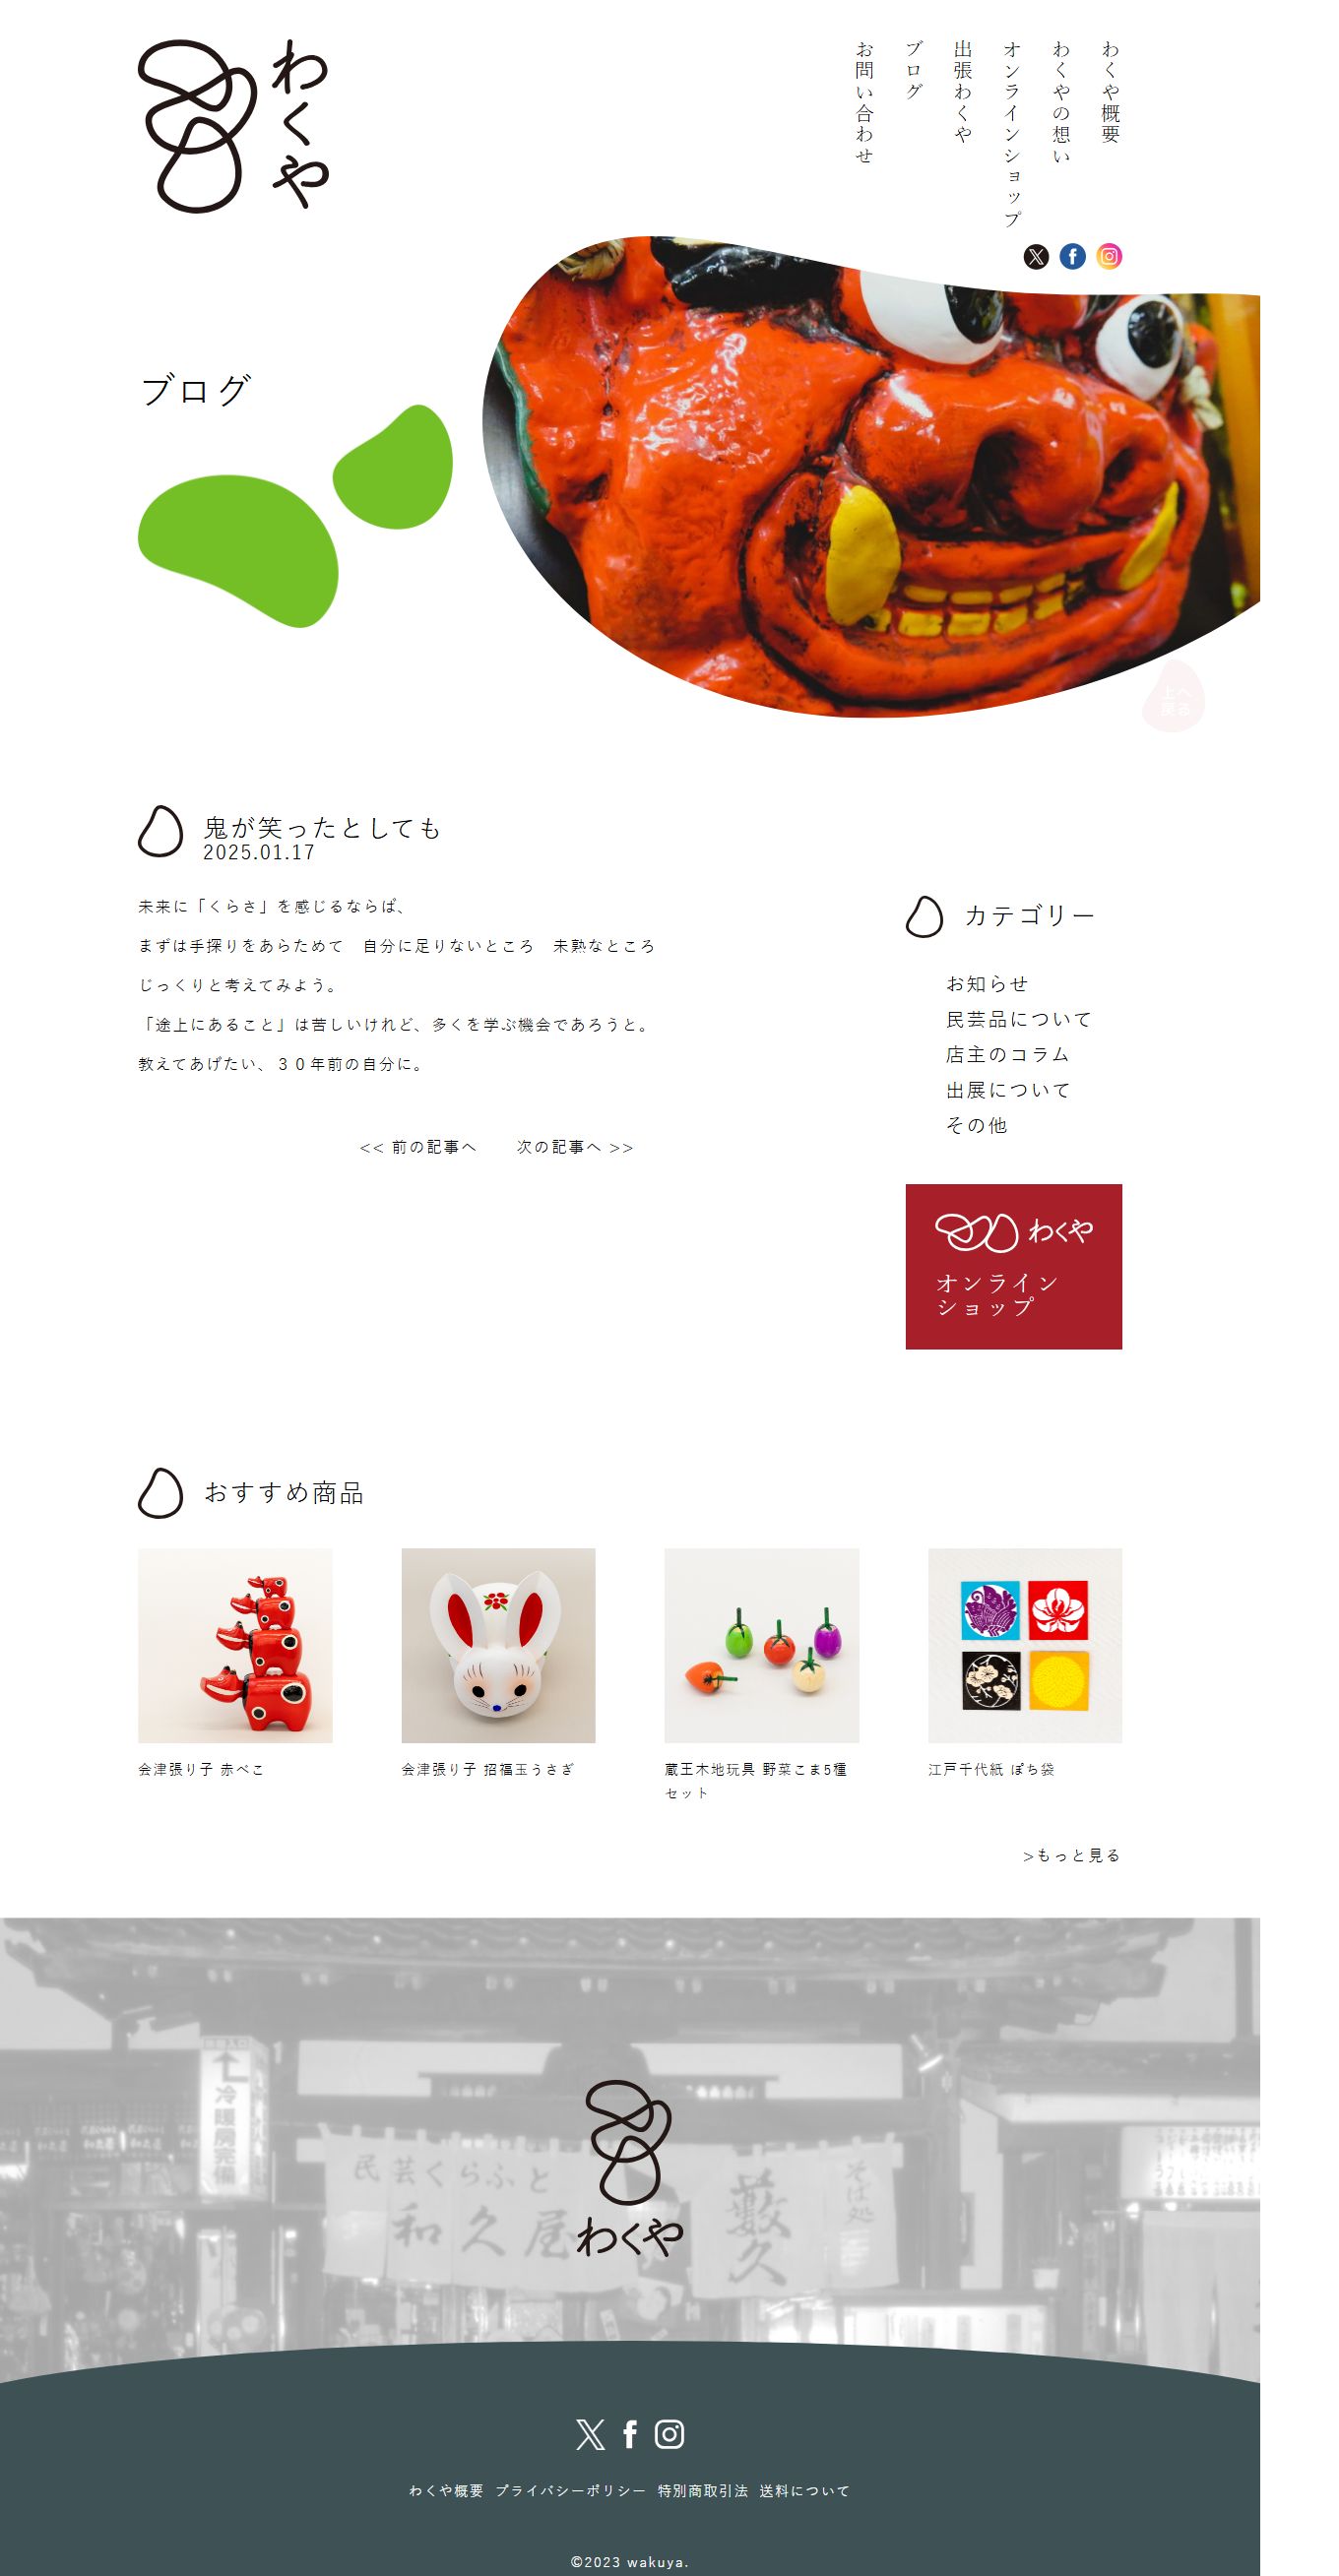 わくや
わくや概要
わくやの想い
オンラインショップ
出張わくや
ブログ
お問い合わせ
ブログ
上へ
戻る
鬼が笑ったとしても
2025.01.17
未来に「くらさ」を感じるならば、
まずは手探りをあらためて　自分に足りないところ　未熟なところ
じっくりと考えてみよう。
「途上にあること」は苦しいけれど、多くを学ぶ機会であろうと。
教えてあげたい、３０年前の自分に。
<< 前の記事へ
次の記事へ >>
カテゴリー
お知らせ
民芸品について
店主のコラム
出展について
その他
わくや
オンライン
ショップ
おすすめ商品
会津張り子 赤べこ
会津張り子 招福玉うさぎ
蔵王木地玩具 野菜こま5種
セット
江戸千代紙 ぽち袋
>もっと見る
冷暖房完備
民芸くらふと
和久屋
そば処
藪久
わくや
わくや概要 プライバシーポリシー 特別商取引法 送料について
©2023 wakuya.